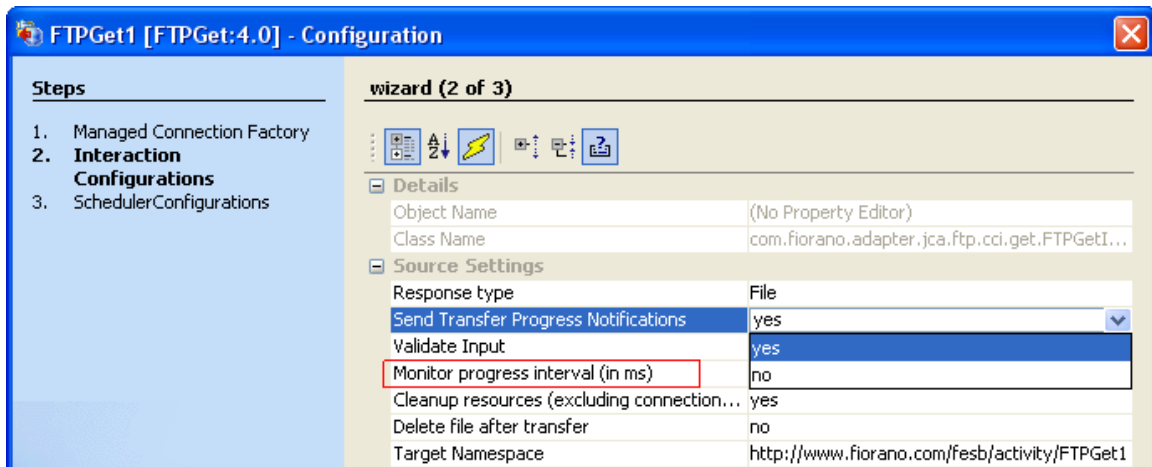 FTPGet1 [FTPGet:4.0] - Configuration
Steps
1. Managed Connection Factory
2. Interaction
Configurations
3. SchedulerConfigurations
wizard (2 of 3)
Details
Object Name (No Property Editor)
Class Name com.fiorano.adapter.jca.ftp.cci.get.FTPGetI...
Source Settings
Response type File
Send Transfer Progress Notifications yes
Validate Input yes
Monitor progress interval (in ms) no
Cleanup resources (excluding connection... yes
Delete file after transfer no
Target Namespace http://www.fiorano.com/fesb/activity/FTPGet1